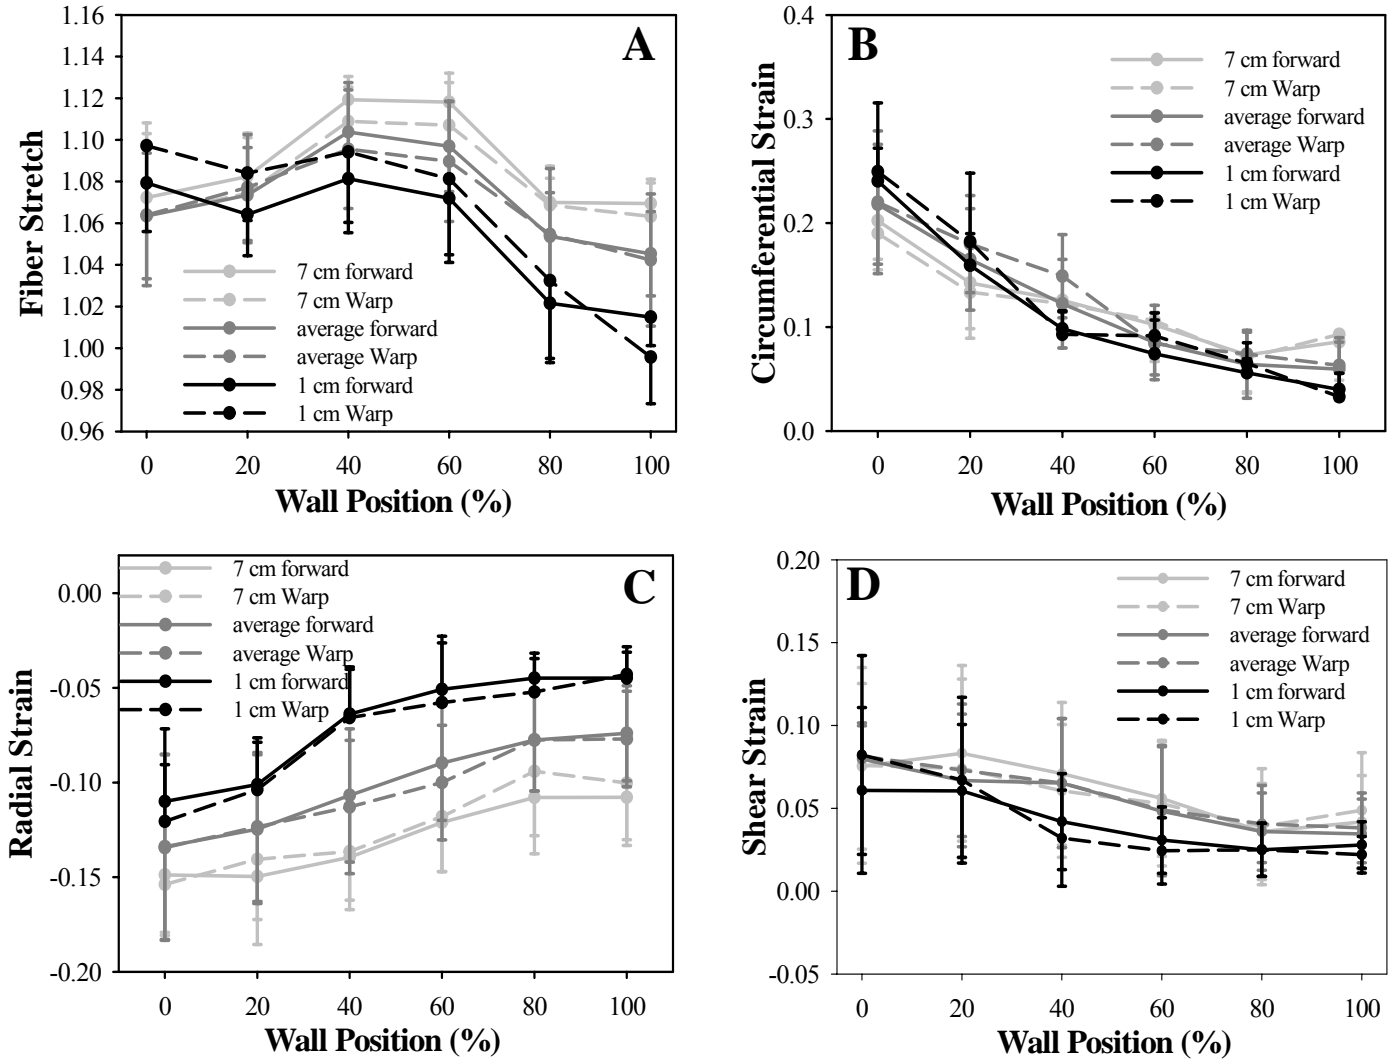 A
Fiber Stretch
1.16
1.14
1.12
1.10
1.08
1.06
1.04
1.02
1.00
0.98
0.96
7 cm forward
7 cm Warp
average forward
average Warp
1 cm forward
1 cm Warp
0 20 40 60 80 100
Wall Position (%)
B
Circumferential Strain
0.4
0.3
0.2
0.1
0.0
7 cm forward
7 cm Warp
average forward
average Warp
1 cm forward
1 cm Warp
0 20 40 60 80 100
Wall Position (%)
C
Radial Strain
0.00
-0.05
-0.10
-0.15
-0.20
7 cm forward
7 cm Warp
average forward
average Warp
1 cm forward
1 cm Warp
0 20 40 60 80 100
Wall Position (%)
D
Shear Strain
0.20
0.15
0.10
0.05
0.00
-0.05
7 cm forward
7 cm Warp
average forward
average Warp
1 cm forward
1 cm Warp
0 20 40 60 80 100
Wall Position (%)